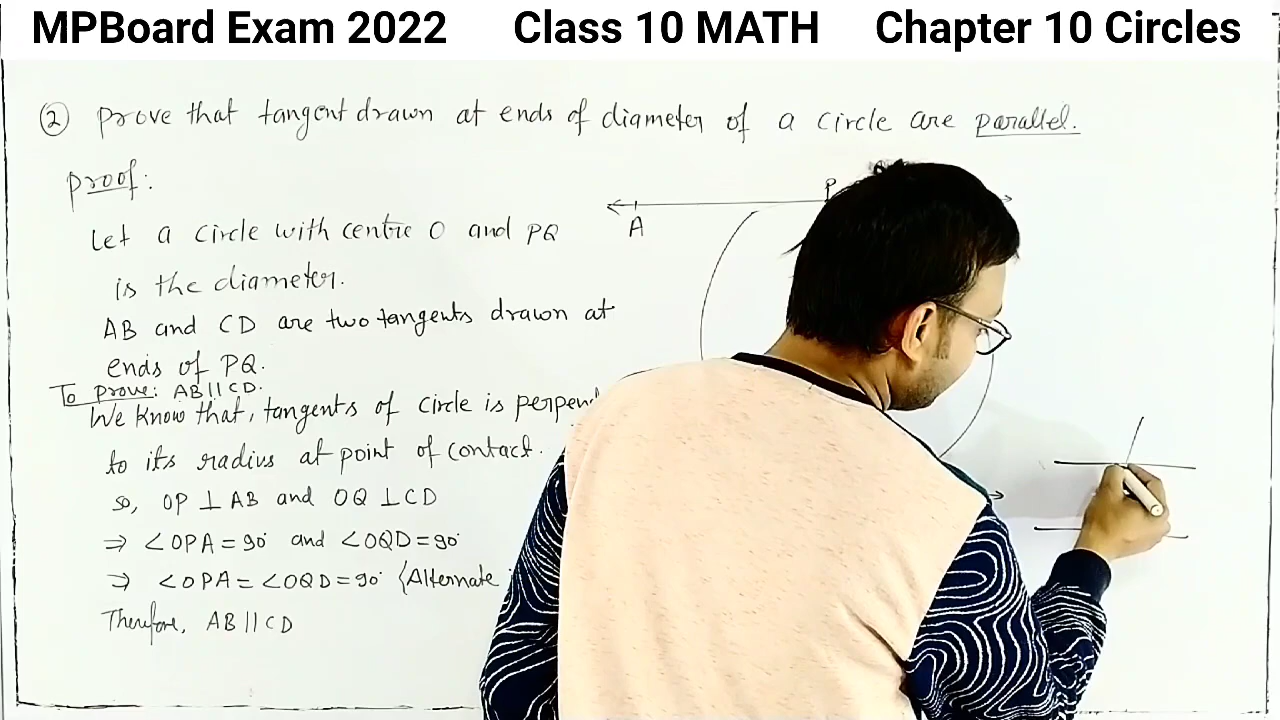 MPBoard Exam 2022 Class 10 MATH Chapter 10 Circles
② Prove that tangent drawn at ends of diameter of a circle are parallel.
Proof:
P
A
Let a circle with centre O and PQ
is the diameter.
AB and CD are two tangents drawn at
ends of PQ.
To prove: AB||CD.
We know that, tangents of circle is
to its radius at point of contact.
so, OP ⊥ AB and OQ ⊥ CD
⇒ ∠OPA = 90° and ∠OQD = 90°
⇒ ∠OPA = ∠OQD = 90° {Alternate
Therefore, AB || CD